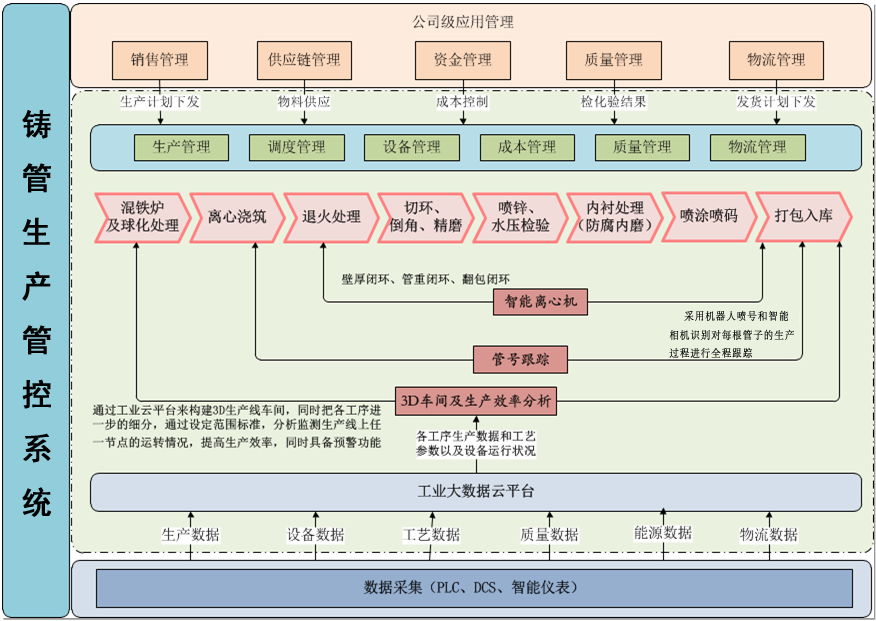 铸管生产管控系统
公司级应用管理
销售管理
供应链管理
资金管理
质量管理
物流管理
生产计划下发
物料供应
成本控制
检化验结果
发货计划下发
生产管理
调度管理
设备管理
成本管理
质量管理
物流管理
混铁炉
及球化处理
离心浇筑
退火处理
切环、
倒角、精磨
喷锌、
水压检验
内衬处理
(防腐内磨)
喷涂喷码
打包入库
壁厚闭环、管重闭环、翻包闭环
智能离心机
采用机器人喷号和智能
相机识别对每根管子的生产
过程进行全程跟踪
管号跟踪
3D车间及生产效率分析
通过工业云平台来构建3D生产线车间，同时把各工序进
一步的细分，通过设定范围标准，分析监测生产线上任
一节点的运转情况，提高生产效率，同时具备预警功能
各工序生产数据和工艺
参数以及设备运行状况
工业大数据云平台
生产数据
设备数据
工艺数据
质量数据
能源数据
物流数据
数据采集（PLC、DCS、智能仪表）